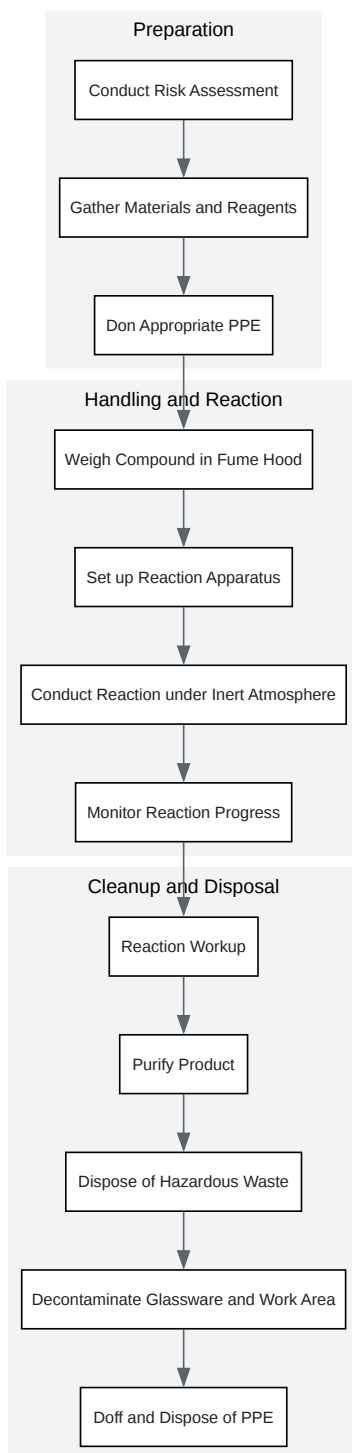 Preparation
Conduct Risk Assessment
Gather Materials and Reagents
Don Appropriate PPE
Handling and Reaction
Weigh Compound in Fume Hood
Set up Reaction Apparatus
Conduct Reaction under Inert Atmosphere
Monitor Reaction Progress
Cleanup and Disposal
Reaction Workup
Purify Product
Dispose of Hazardous Waste
Decontaminate Glassware and Work Area
Doff and Dispose of PPE